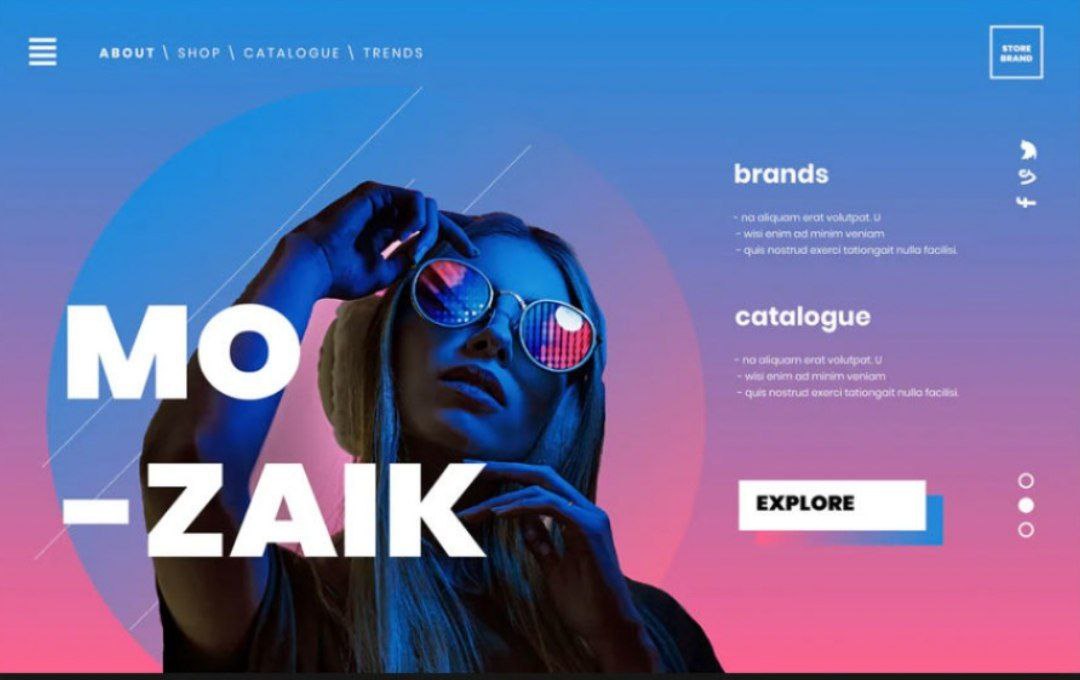 ABOUT \ SHOP \ CATALOGUE \ TRENDS
STORE
BRAND
MO
-ZAIK
brands
- na aliquam erat volutpat. U
- wisi enim ad minim veniam
- quis nostrud exerci tationgait nulla facilisi.
catalogue
- na aliquam erat volutpat. U
- wisi enim ad minim veniam
- quis nostrud exerci tationgait nulla facilisi.
EXPLORE